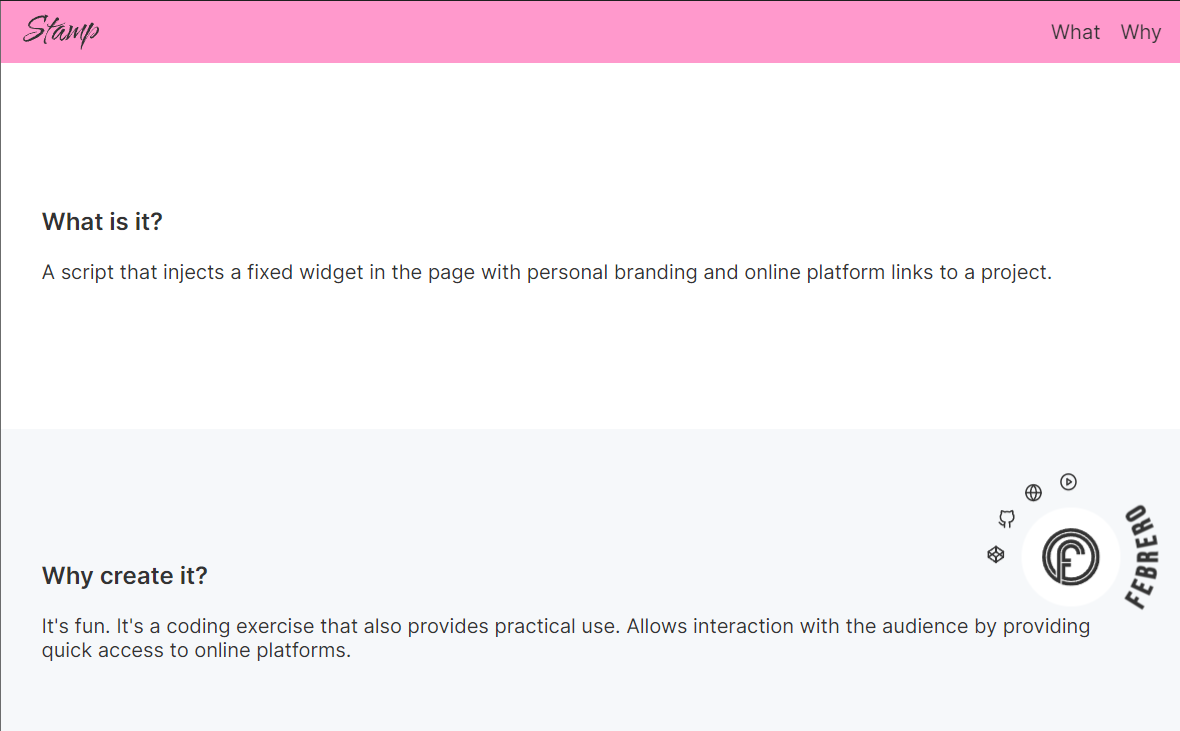 Stamp
What Why
What is it?
A script that injects a fixed widget in the page with personal branding and online platform links to a project.
FEBRERO
F
Why create it?
It's fun. It's a coding exercise that also provides practical use. Allows interaction with the audience by providing
quick access to online platforms.